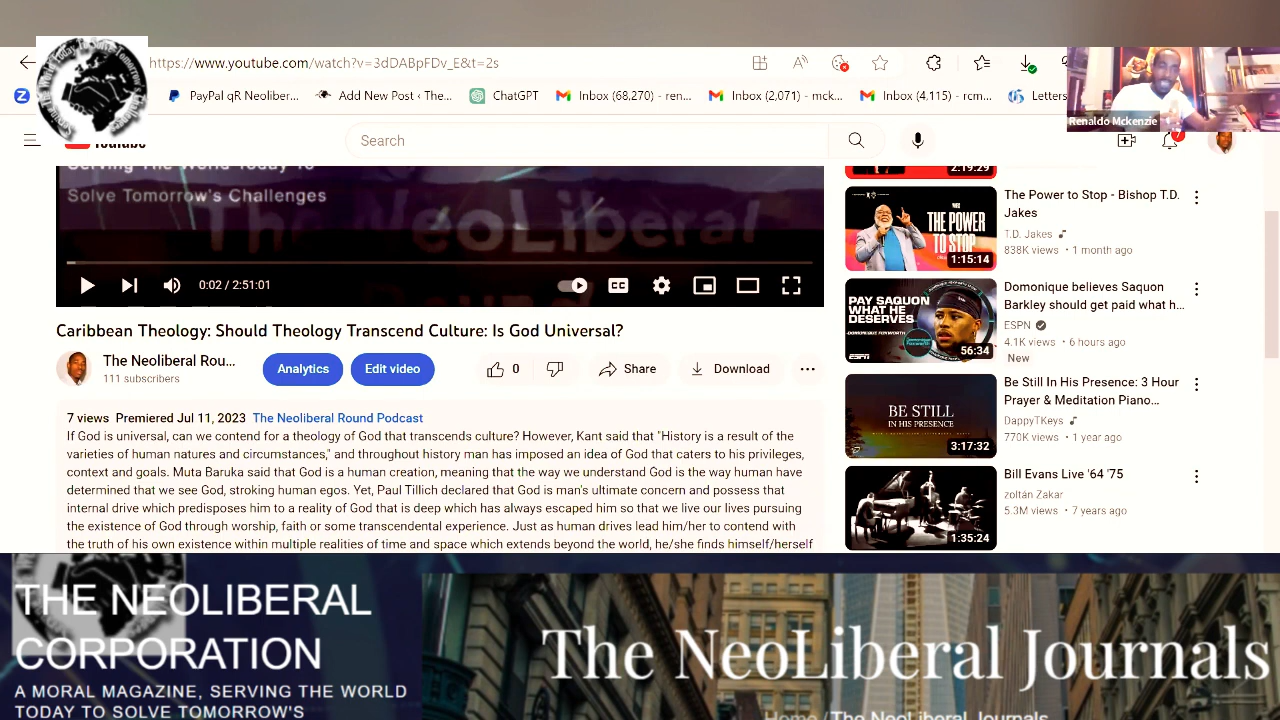 https://www.youtube.com/watch?v=3dDABpFDv_E&t=2s
PayPal qR Neoliber...
Add New Post ‹ The...
ChatGPT
Inbox (68,270) - ren...
Inbox (2,071) - mck...
Inbox (4,115) - rcm...
Letters
Renaldo Mckenzie
Search
Serving The World Today To
Solve Tomorrow's Challenges
The NeoLiberal
0:02 / 2:51:01
CC
Caribbean Theology: Should Theology Transcend Culture: Is God Universal?
The Neoliberal Rou...
111 subscribers
Analytics
Edit video
0
Share
Download
7 views Premiered Jul 11, 2023 The Neoliberal Round Podcast
If God is universal, can we contend for a theology of God that transcends culture? However, Kant said that "History is a result of the
varieties of human natures and climates," and throughout history man has imported an idea of God that caters to his privileges,
context and goals. Muta Baruka said that God is a human creation, meaning that the way we understand God is the way human have
determined that we see God, stroking human egos. Yet, Paul Tillich declared that God is man's ultimate concern and possess that
internal drive which predisposes him to a reality of God that is deep which has always escaped him so that we live our lives pursuing
the existence of God through worship, faith or some transcendental experience. Just as human drives lead him/her to contend with
the truth of his own existence within multiple realities of time and space which extends beyond the world, he/she finds himself/herself
2:19:29
THE POWER
TO STOP
1:15:14
The Power to Stop - Bishop T.D.
Jakes
T.D. Jakes
838K views • 1 month ago
PAY SAQUON
WHAT HE
DESERVES
DOMONIQUE FOXWORTH
ESPN
56:34
Domonique believes Saquon
Barkley should get paid what h...
ESPN
4.1K views • 6 hours ago
New
BE STILL
IN HIS PRESENCE
3:17:32
Be Still In His Presence: 3 Hour
Prayer & Meditation Piano...
DappyTKeys
770K views • 1 year ago
1:35:24
Bill Evans Live '64 '75
zoltán Zakar
5.3M views • 7 years ago
THE NEOLIBERAL
CORPORATION
A MORAL MAGAZINE, SERVING THE WORLD
TODAY TO SOLVE TOMORROW'S
The NeoLiberal Journals
Home / The NeoLiberal Journals